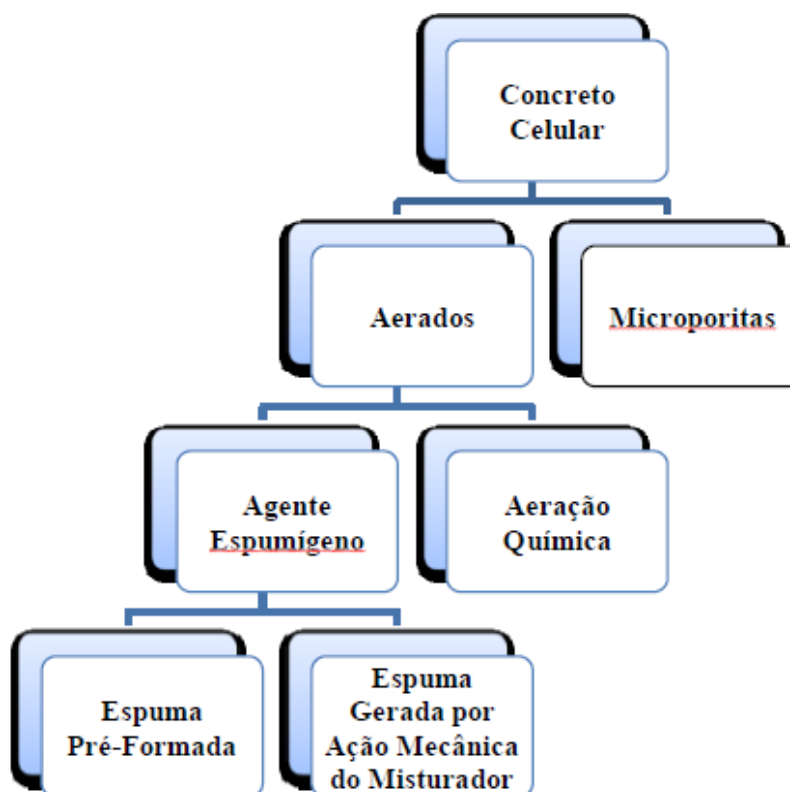 Concreto
Celular
Aerados
Microporitas
Agente
Espumígeno
Aeração
Química
Espuma
Pré-Formada
Espuma
Gerada por
Ação Mecânica
do Misturador